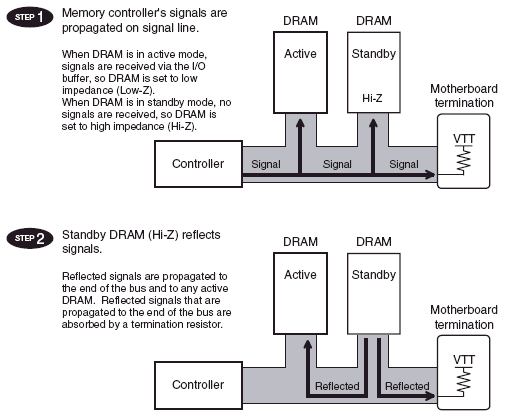 STEP 1
Memory controller's signals are
propagated on signal line.
When DRAM is in active mode,
signals are received via the I/O
buffer, so DRAM is set to low
impedance (Low-Z).
When DRAM is in standby mode, no
signals are received, so DRAM is
set to high impedance (Hi-Z).
DRAM
DRAM
Active
Standby
Hi-Z
Motherboard
termination
VTT
Controller
Signal
Signal
Signal
STEP 2
Standby DRAM (Hi-Z) reflects
signals.
Reflected signals are propagated to
the end of the bus and to any active
DRAM. Reflected signals that are
propagated to the end of the bus are
absorbed by a termination resistor.
DRAM
DRAM
Active
Standby
Motherboard
termination
VTT
Controller
Reflected
Reflected